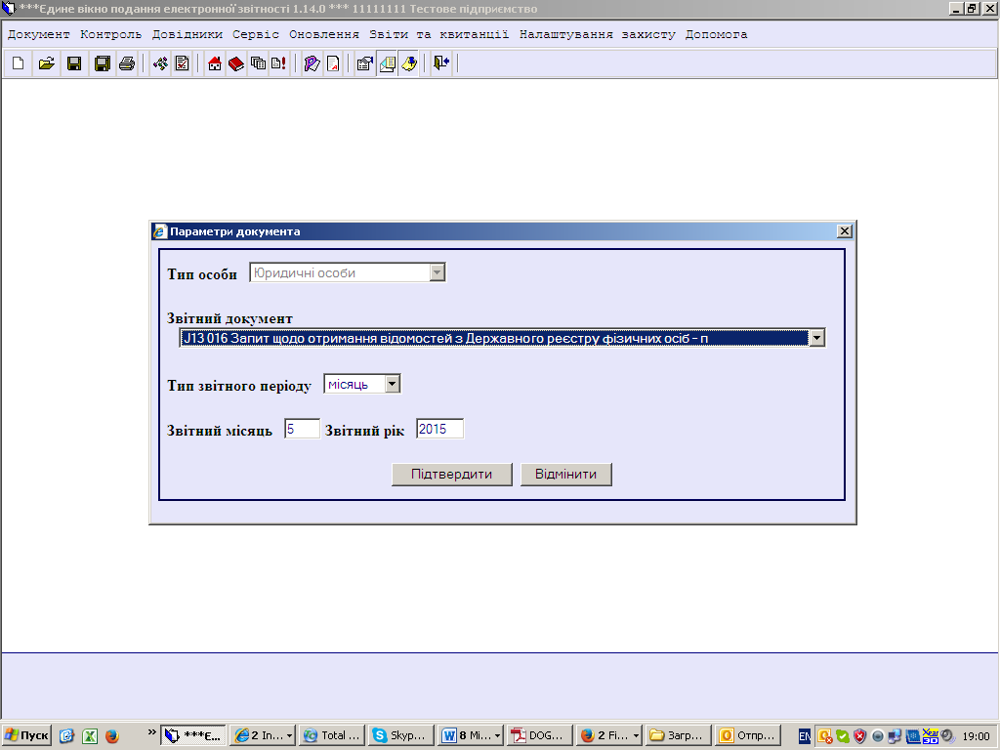 ***Єдине вікно подання електронної звітності 1.14.0 *** 11111111 Тестове підприємство
Документ Контроль Довідники Сервіс Оновлення Звіти та квитанції Налаштування захисту Допомога
Параметри документа
Тип особи Юридичні особи
Звітний документ
J13 016 Запит щодо отримання відомостей з Державного реєстру фізичних осіб – п
Тип звітного періоду місяць
Звітний місяць 5 Звітний рік 2015
Підтвердити Відмінити
Пуск » ***Є... 2 In... Total ... Skyp... 8 Mi... DOG... 2 Fi... Загр... Отпр... EN 19:00